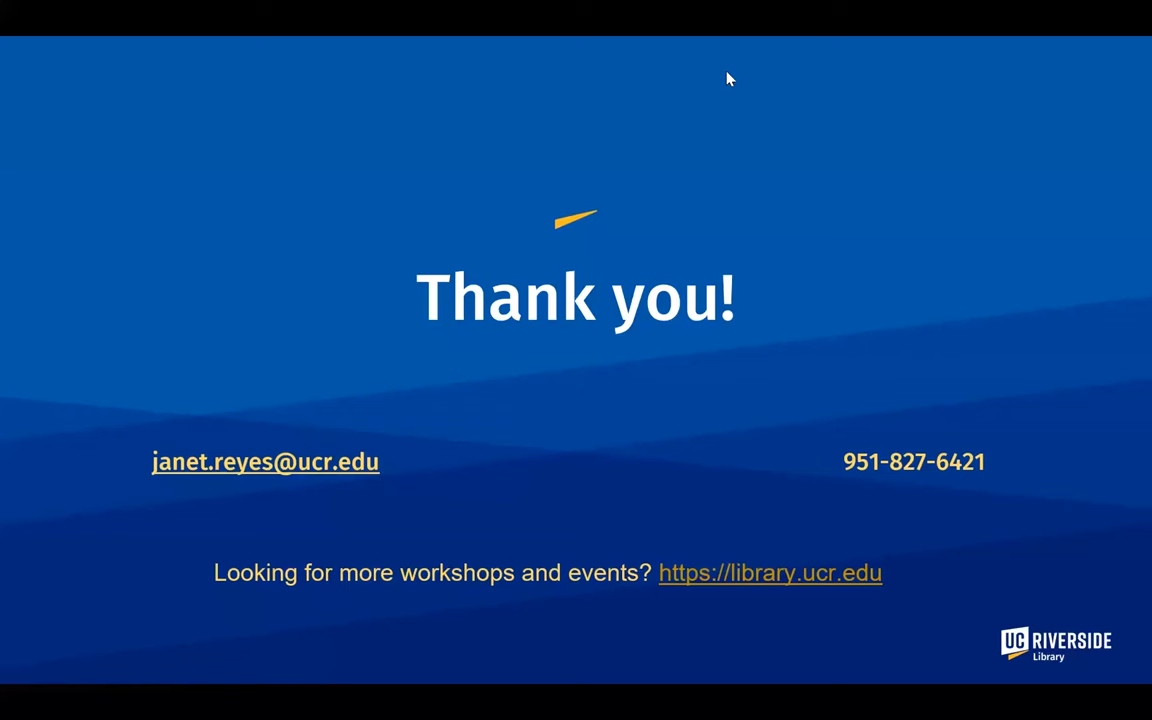 Thank you!
janet.reyes@ucr.edu
951-827-6421
Looking for more workshops and events? https://library.ucr.edu
UC RIVERSIDE
Library